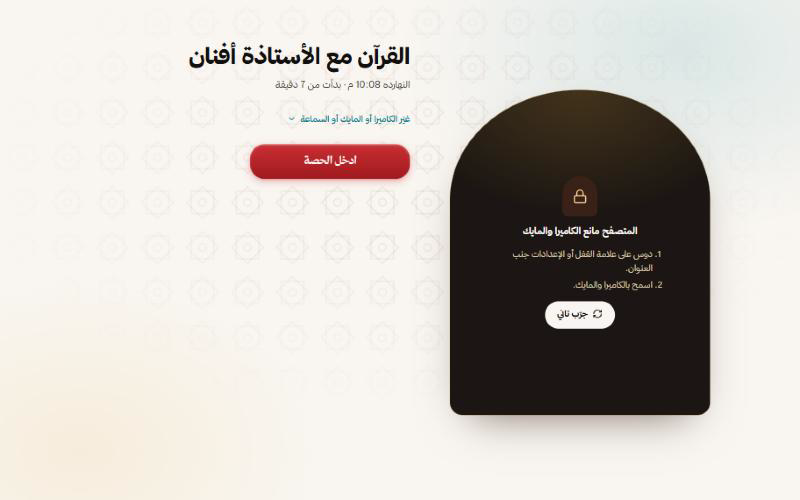 القرآن مع الأستاذة أفنان
النهارده 10:08 م · بدأت من 7 دقيقة
غيّر الكاميرا أو المايك أو السماعة
ادخل الحصة
المتصفح مانع الكاميرا والمايك
1. دوس على علامة القفل أو الإعدادات جنب
العنوان.
2. اسمح بالكاميرا والمايك.
جرّب تاني